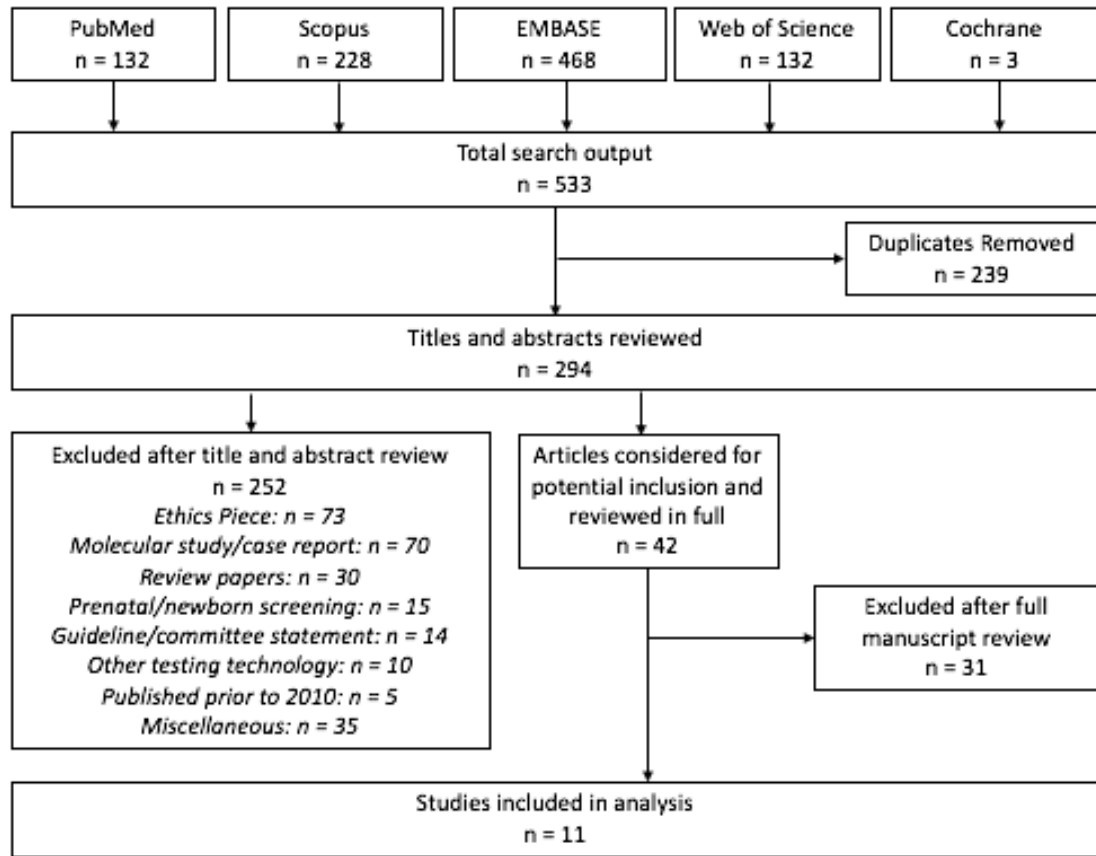 PubMed
n = 132
Scopus
n = 228
EMBASE
n = 468
Web of Science
n = 132
Cochrane
n = 3
Total search output
n = 533
Duplicates Removed
n = 239
Titles and abstracts reviewed
n = 294
Excluded after title and abstract review
n = 252
Ethics Piece: n = 73
Molecular study/case report: n = 70
Review papers: n = 30
Prenatal/newborn screening: n = 15
Guideline/committee statement: n = 14
Other testing technology: n = 10
Published prior to 2010: n = 5
Miscellaneous: n = 35
Articles considered for
potential inclusion and
reviewed in full
n = 42
Excluded after full
manuscript review
n = 31
Studies included in analysis
n = 11